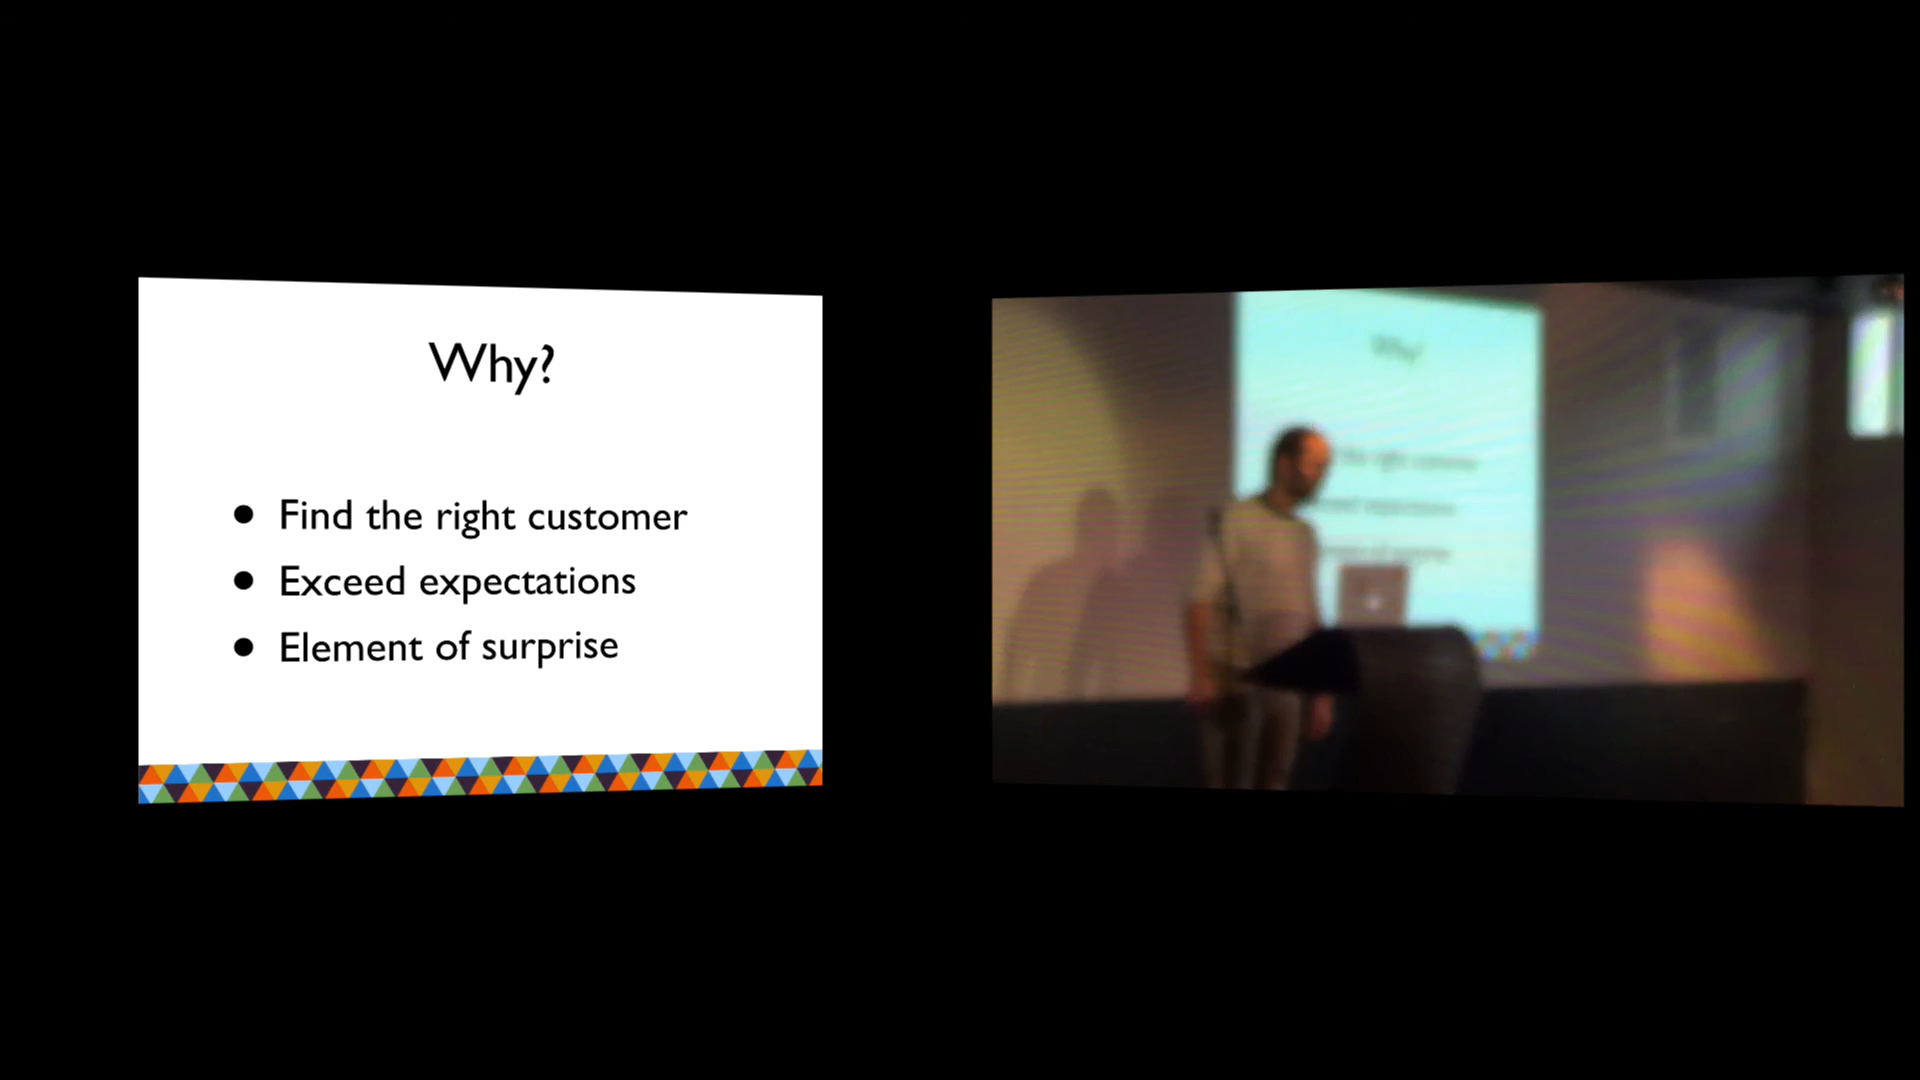 Why?
• Find the right customer
• Exceed expectations
• Element of surprise